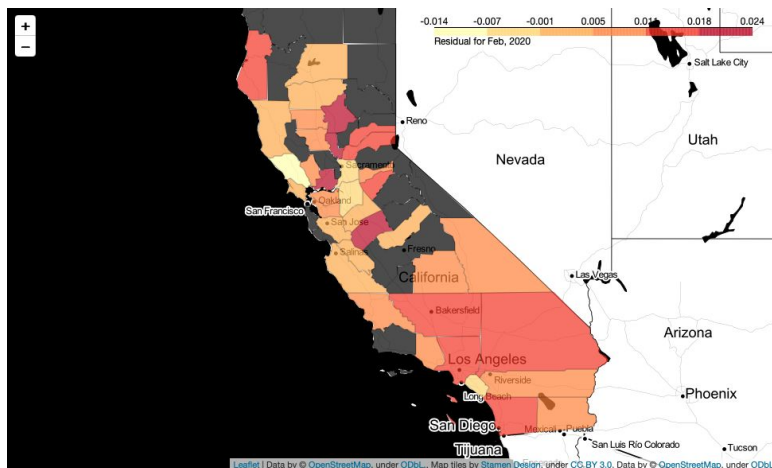 +
-
-0.014 -0.007 -0.001 0.005 0.011 0.018 0.024
Residual for Feb, 2020
Salt Lake City
Reno
Utah
Nevada
Sacramento
Oakland
San Francisco
San Jose
Salinas
Fresno
California
Las Vegas
Bakersfield
Arizona
Los Angeles
Riverside
Long Beach
Phoenix
San Diego
Mexicali
Puebla
Tijuana
San Luis Río Colorado
Tucson
Leaflet | Data by © OpenStreetMap, under ODbL.. Map tiles by Stamen Design, under CC BY 3.0. Data by © OpenStreetMap, under ODbL